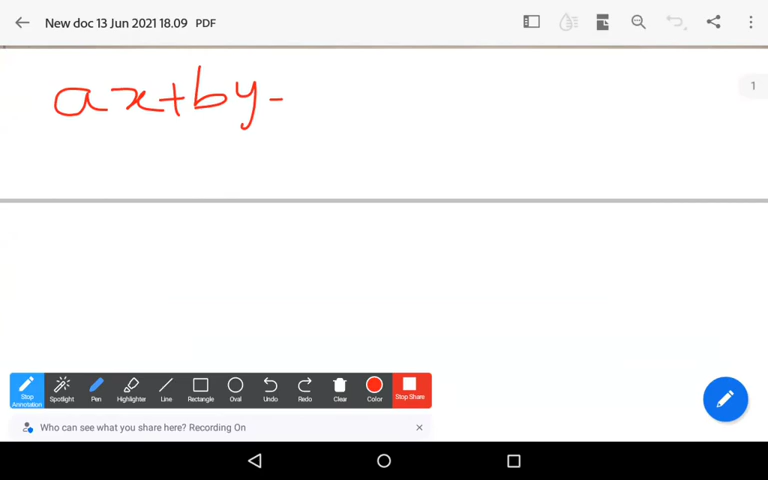 New doc 13 Jun 2021 18.09 PDF
ax+by-
1
Stop Annotation
Spotlight
Pen
Highlighter
Line
Rectangle
Oval
Undo
Redo
Clear
Color
Stop Share
Who can see what you share here? Recording On